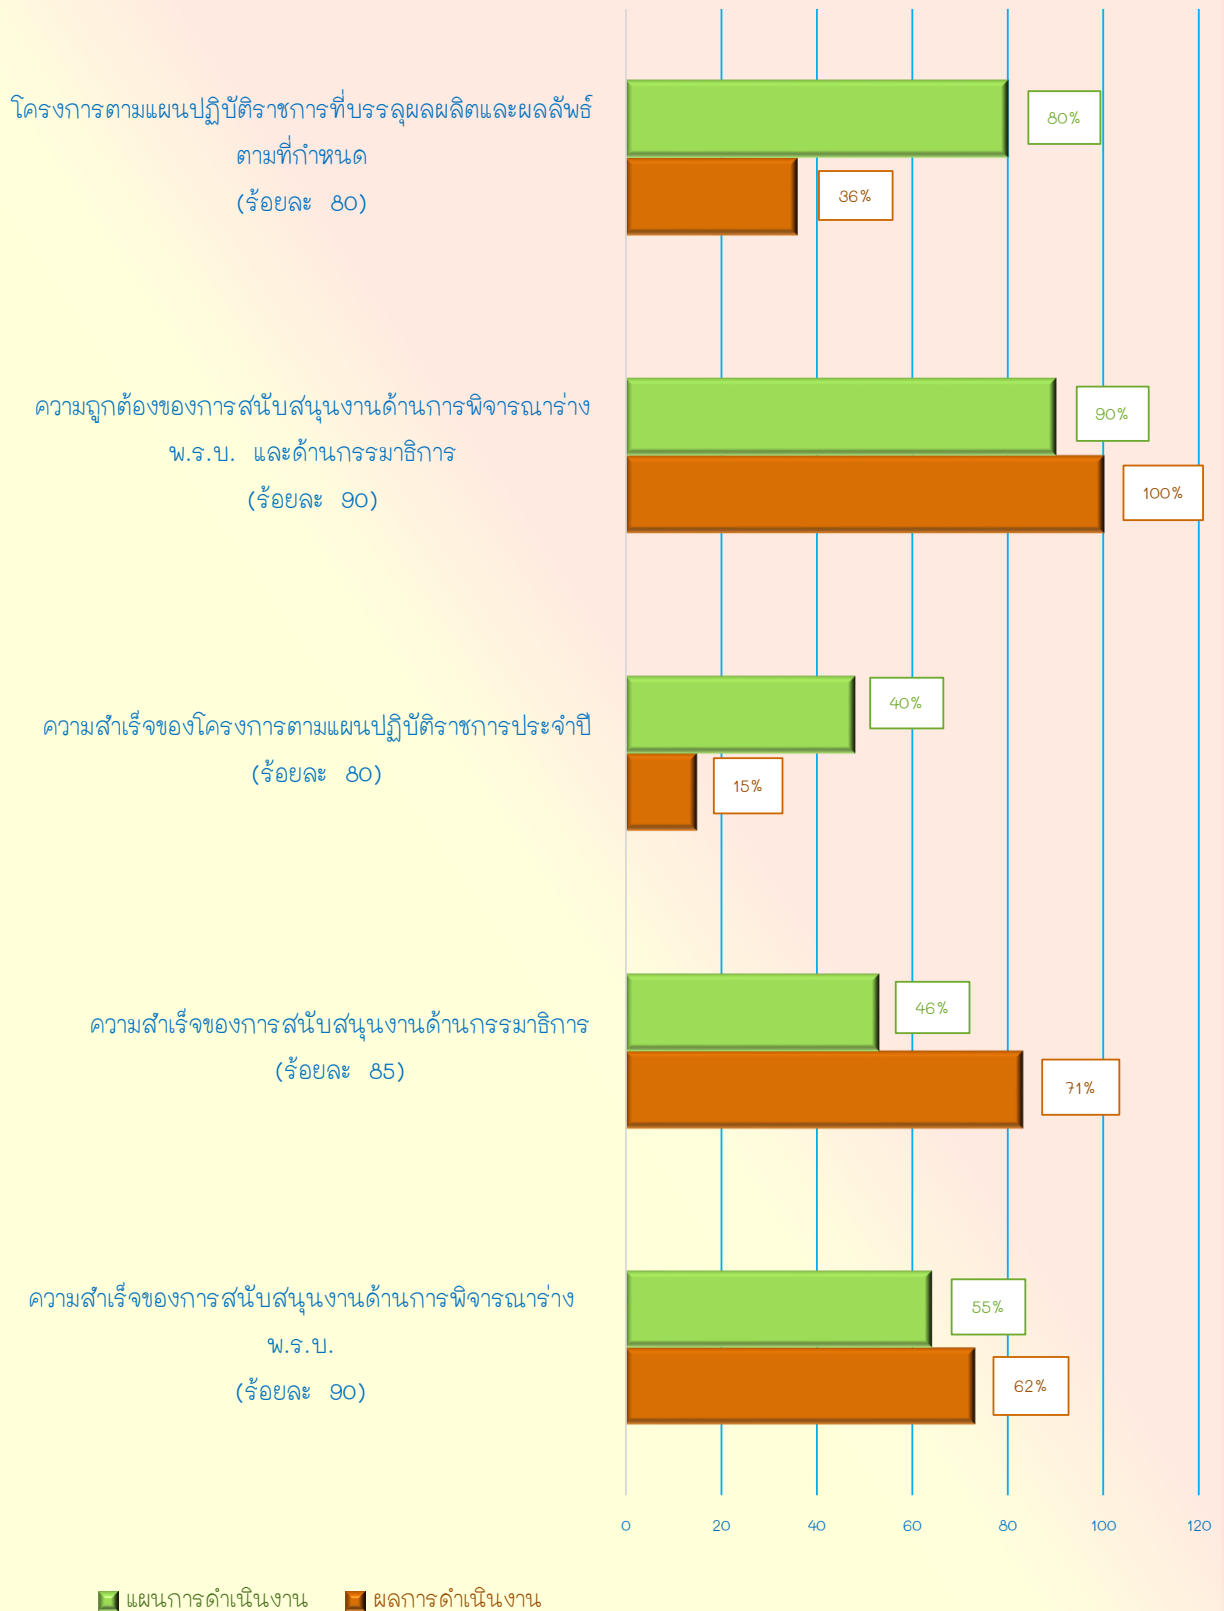 โครงการตามแผนปฏิบัติราชการที่บรรลุผลผลิตและผลลัพธ์
ตามที่กำหนด
(ร้อยละ 80)
80%
36%
ความถูกต้องของการสนับสนุนงานด้านการพิจารณาร่าง
พ.ร.บ. และด้านกรรมาธิการ
(ร้อยละ 90)
90%
100%
ความสำเร็จของโครงการตามแผนปฏิบัติราชการประจำปี
(ร้อยละ 80)
40%
15%
ความสำเร็จของการสนับสนุนงานด้านกรรมาธิการ
(ร้อยละ 85)
46%
71%
ความสำเร็จของการสนับสนุนงานด้านการพิจารณาร่าง
พ.ร.บ.
(ร้อยละ 90)
55%
62%
0 20 40 60 80 100 120
แผนการดำเนินงาน ผลการดำเนินงาน